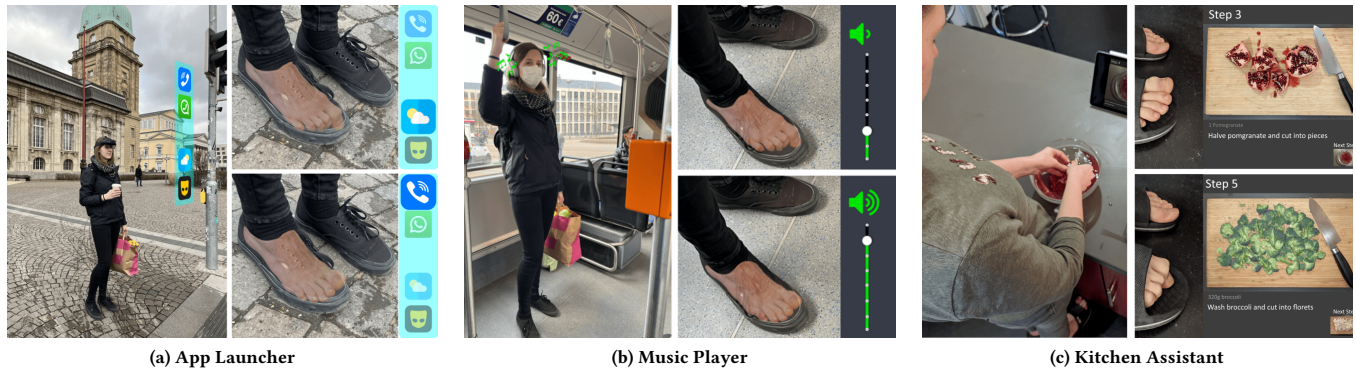 60€
Step 3
1 Pomegranate
Halve pomgranate and cut into pieces
Next Ste
Step 5
320g broccoli
Wash broccoli and cut into florets
Next Ste
(a) App Launcher
(b) Music Player
(c) Kitchen Assistant